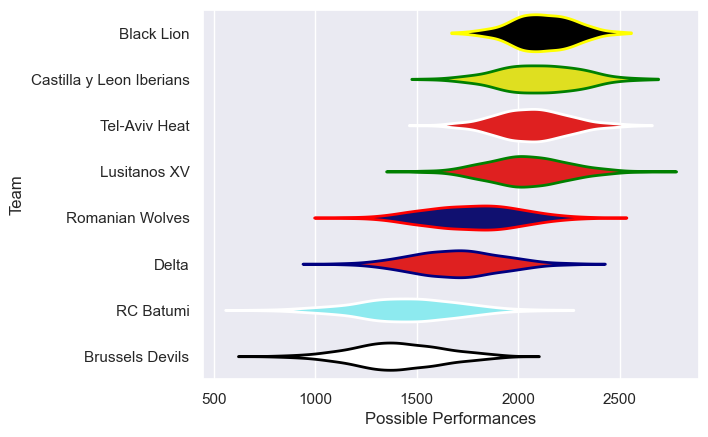 Black Lion
Castilla y Leon Iberians
Tel-Aviv Heat
Lusitanos XV
Romanian Wolves
Delta
RC Batumi
Brussels Devils
Team
500 1000 1500 2000 2500
Possible Performances